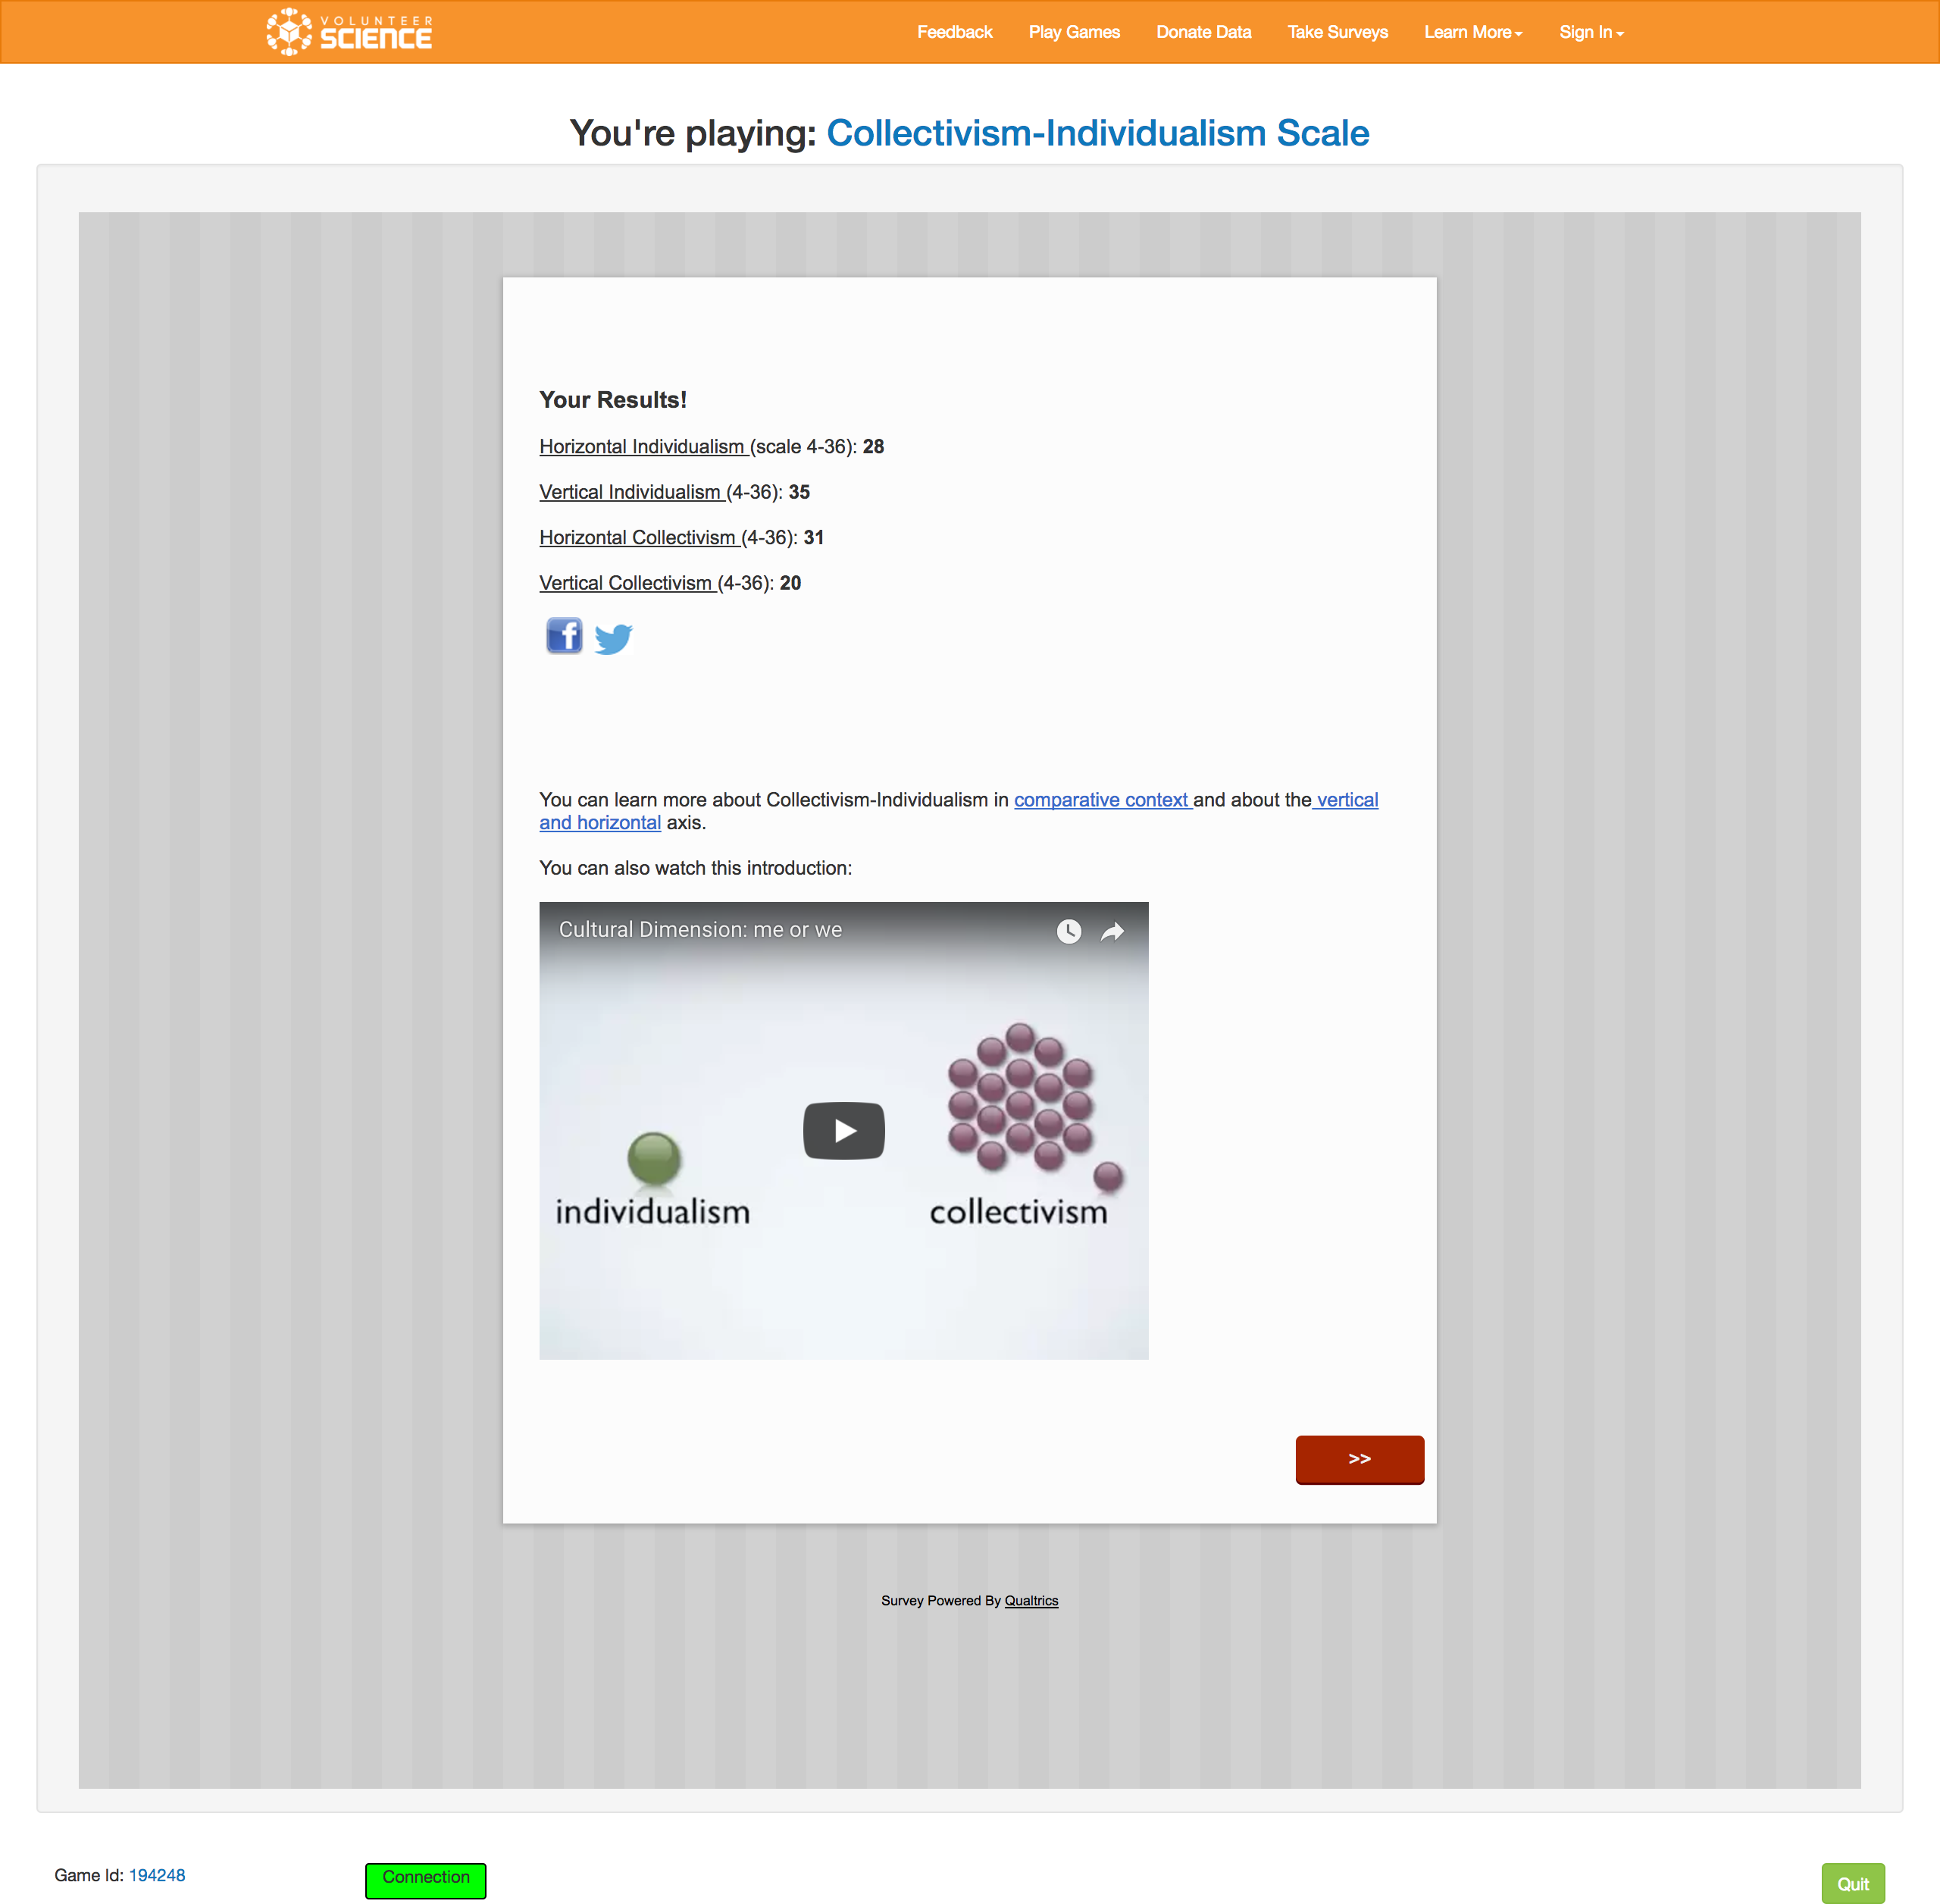 VOLUNTEER
SCIENCE
Feedback
Play Games
Donate Data
Take Surveys
Learn More
Sign In
You're playing: Collectivism-Individualism Scale
Your Results!
Horizontal Individualism (scale 4-36): 28
Vertical Individualism (4-36): 35
Horizontal Collectivism (4-36): 31
Vertical Collectivism (4-36): 20
f
You can learn more about Collectivism-Individualism in comparative context and about the vertical
and horizontal axis.
You can also watch this introduction:
Cultural Dimension: me or we
individualism
collectivism
>>
Survey Powered By Qualtrics
Game Id: 194248
Connection
Quit